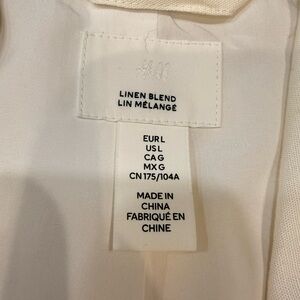 H&M
LINEN BLEND
LIN MÉLANGÉ
EUR L
US L
CA G
MX G
CN 175/104A
MADE IN
CHINA
FABRIQUÉ EN
CHINE